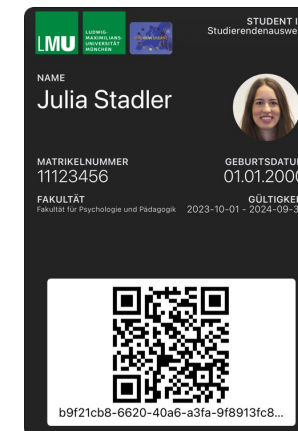 LMU
LUDWIG-
MAXIMILIANS-
UNIVERSITÄT
MÜNCHEN
STUDENT I
Studierendenauswe
NAME
Julia Stadler
MATRIKELNUMMER
11123456
GEBURTSDATU
01.01.2000
FAKULTÄT
Fakultät für Psychologie und Pädagogik
GÜLTIGKEI
2023-10-01 - 2024-09-3
b9f21cb8-6620-40a6-a3fa-9f8913fc8...